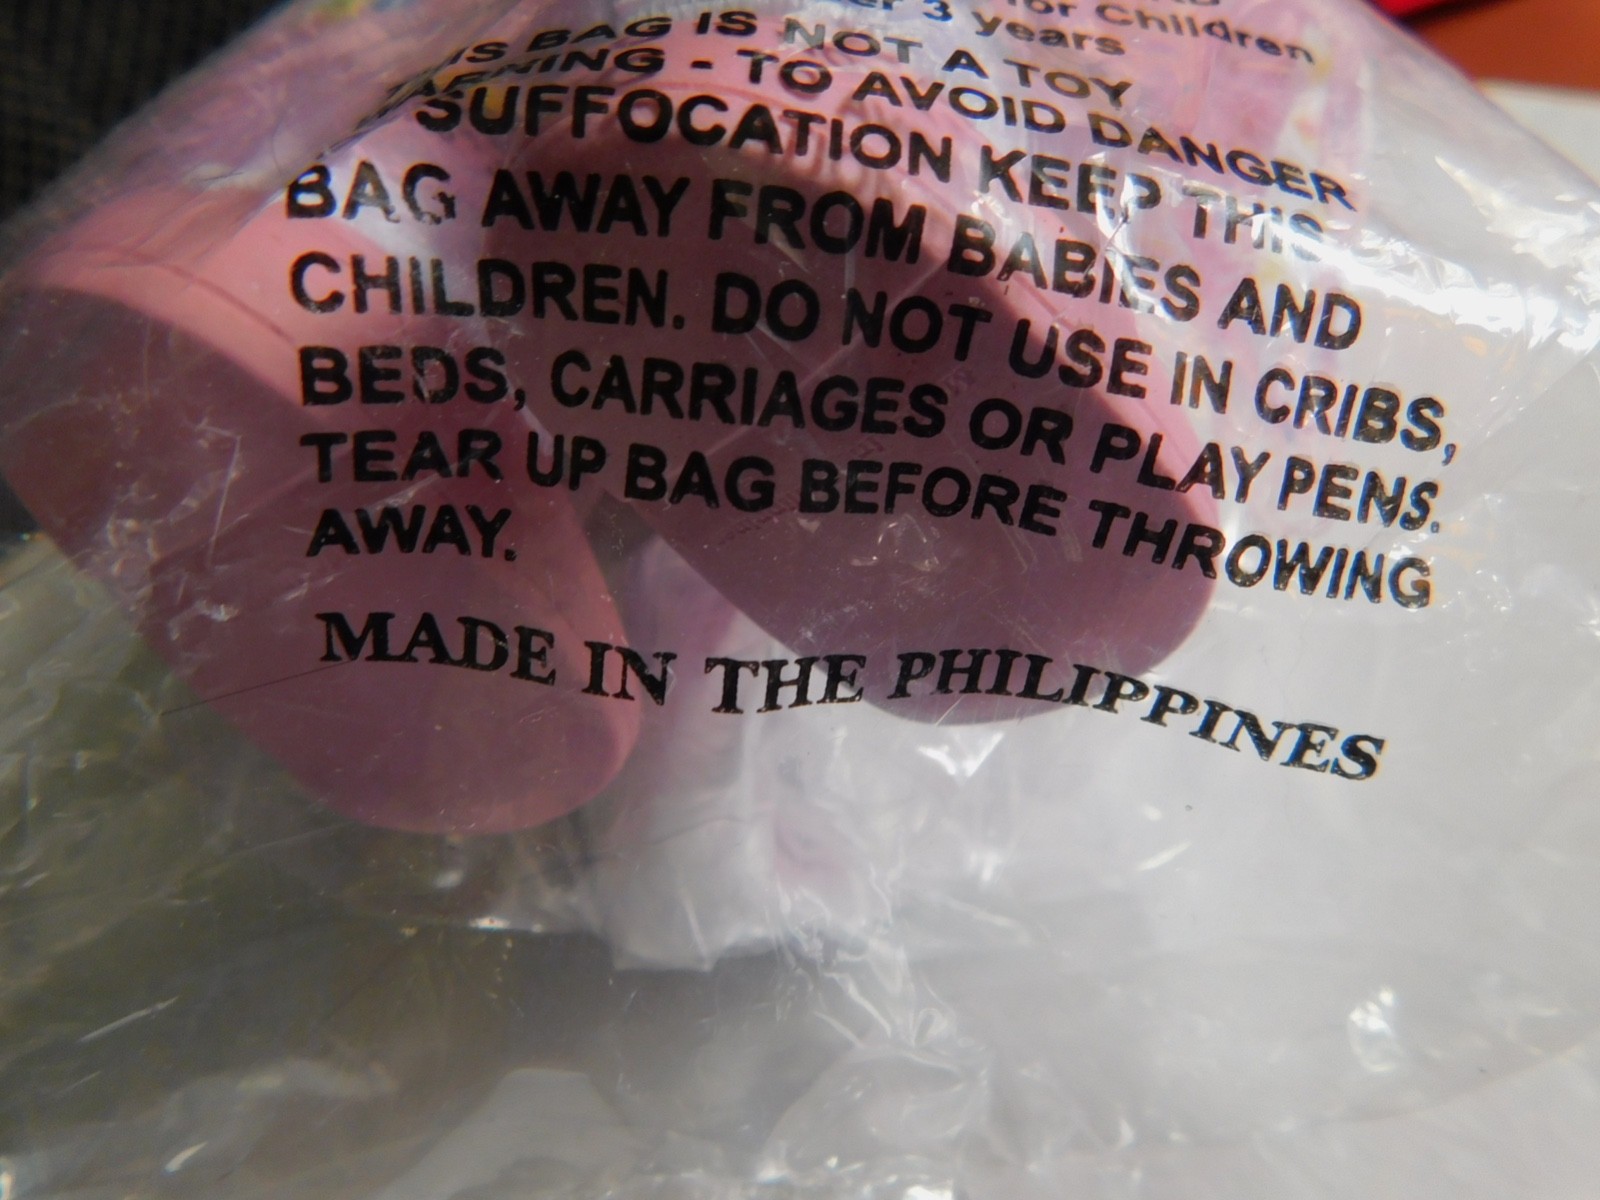 for Children
3 years
BAG IS NOT A TOY
- TO AVOID DANGER
SUFFOCATION KEEP THIS
BAG AWAY FROM BABIES AND
CHILDREN. DO NOT USE IN CRIBS,
BEDS, CARRIAGES OR PLAY PENS.
TEAR UP BAG BEFORE THROWING
AWAY.
MADE IN THE PHILIPPINES